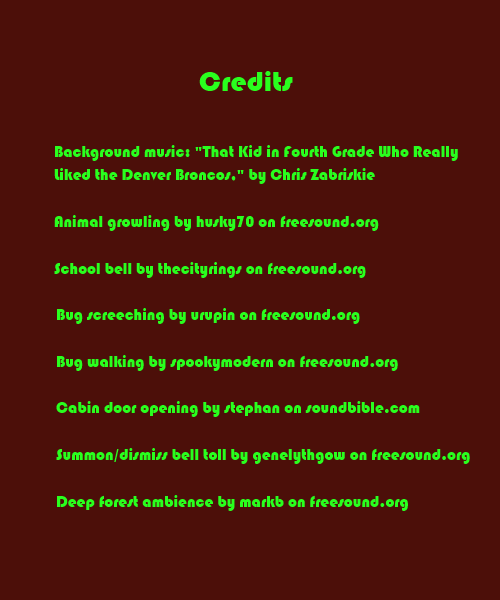 Credits
Background music: "That Kid in Fourth Grade Who Really
Liked the Denver Broncos," by Chris Zabriskie
Animal growling by husky70 on freesound.org
School bell by thecityrings on freesound.org
Bug screeching by urupin on freesound.org
Bug walking by spookymodern on freesound.org
Cabin door opening by stephan on soundbible.com
Summon/dismiss bell toll by genelythgow on freesound.org
Deep forest ambience by markb on freesound.org